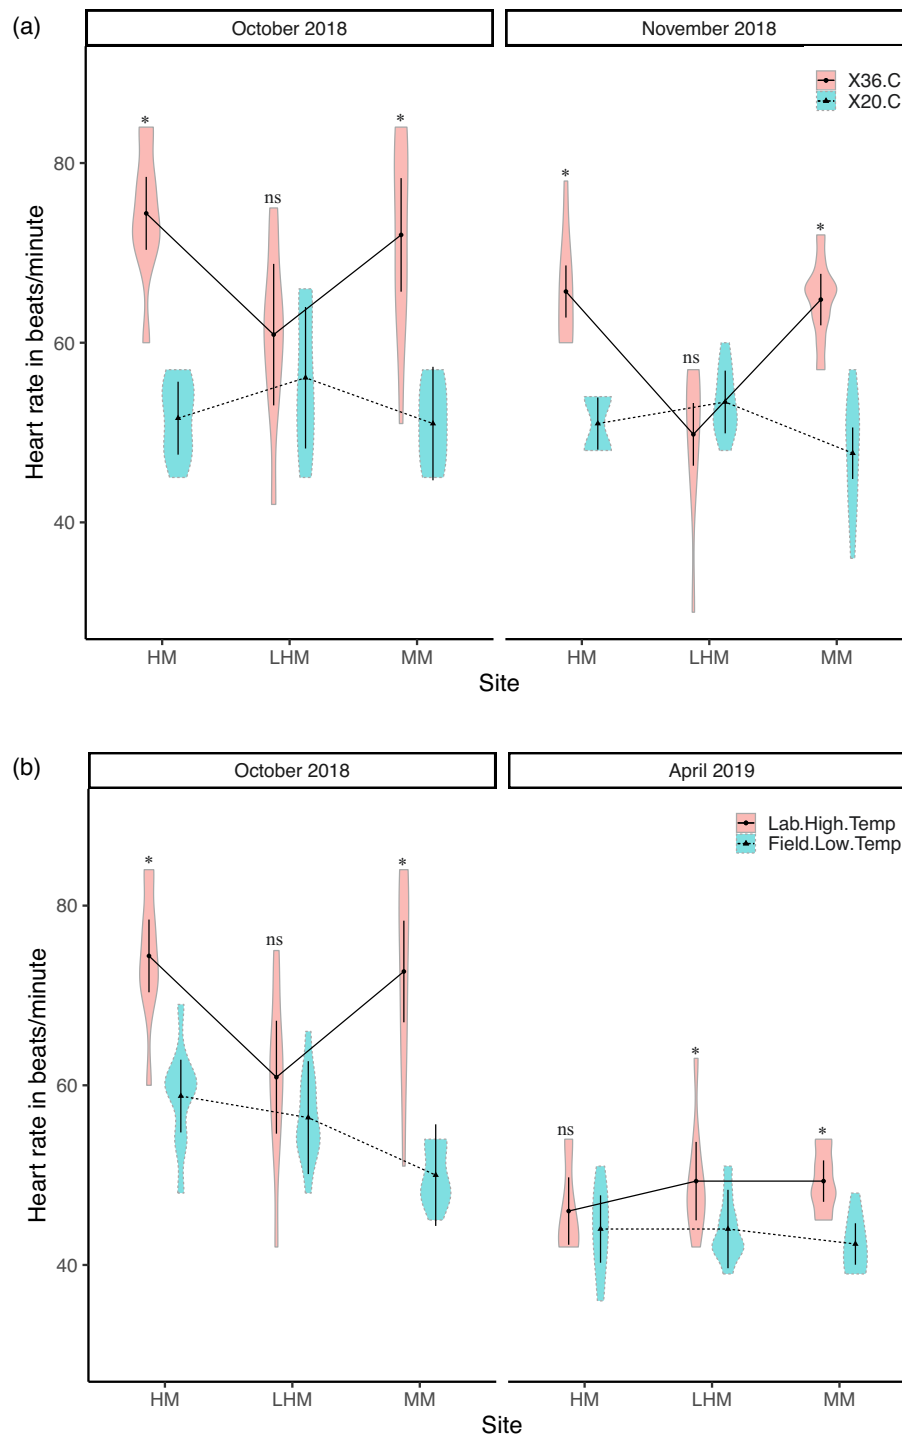 (a)
October 2018
November 2018
X36.C
X20.C
Heart rate in beats/minute
80
60
40
*
ns
*
*
ns
*
HM
LHM
MM
HM
LHM
MM
Site
(b)
October 2018
April 2019
Lab.High.Temp
Field.Low.Temp
Heart rate in beats/minute
80
60
40
*
ns
*
ns
*
*
HM
LHM
MM
HM
LHM
MM
Site